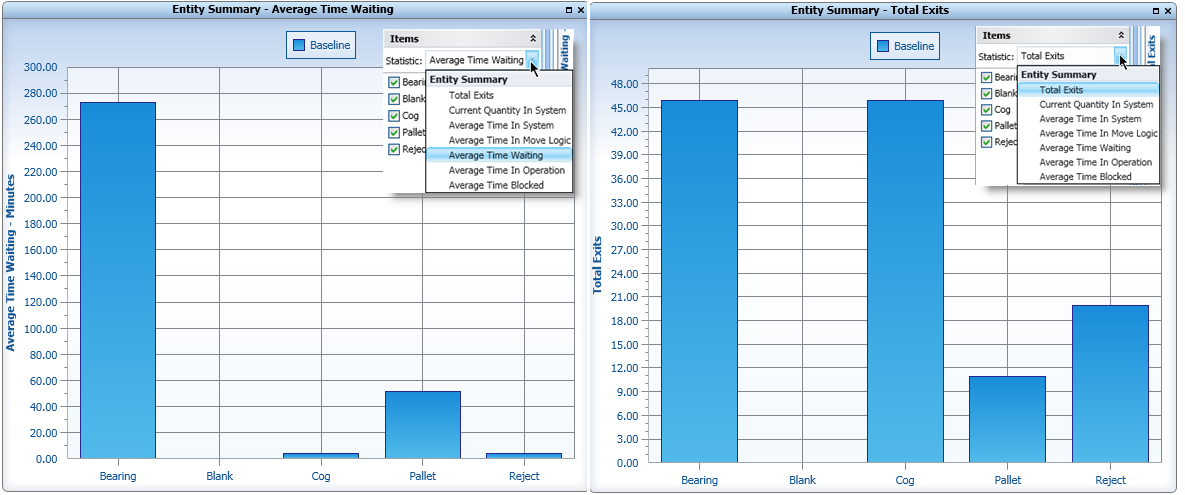 Entity Summary - Average Time Waiting
Baseline
Items
Statistic: Average Time Waiting
Entity Summary
Total Exits
Current Quantity In System
Average Time In System
Average Time In Move Logic
Average Time Waiting
Average Time In Operation
Average Time Blocked
Bearin
Blank
Cog
Pallet
Rejec
Waiting -
Average Time Waiting - Minutes
300.00
280.00
260.00
240.00
220.00
200.00
180.00
160.00
140.00
120.00
100.00
80.00
60.00
40.00
20.00
0.00
Bearing Blank Cog Pallet Reject
Entity Summary - Total Exits
Baseline
Items
Statistic: Total Exits
Entity Summary
Total Exits
Current Quantity In System
Average Time In System
Average Time In Move Logic
Average Time Waiting
Average Time In Operation
Average Time Blocked
Bearin
Blank
Cog
Pallet
Rejec
l Exits
Total Exits
48.00
45.00
42.00
39.00
36.00
33.00
30.00
27.00
24.00
21.00
18.00
15.00
12.00
9.00
6.00
3.00
0.00
Bearing Blank Cog Pallet Reject